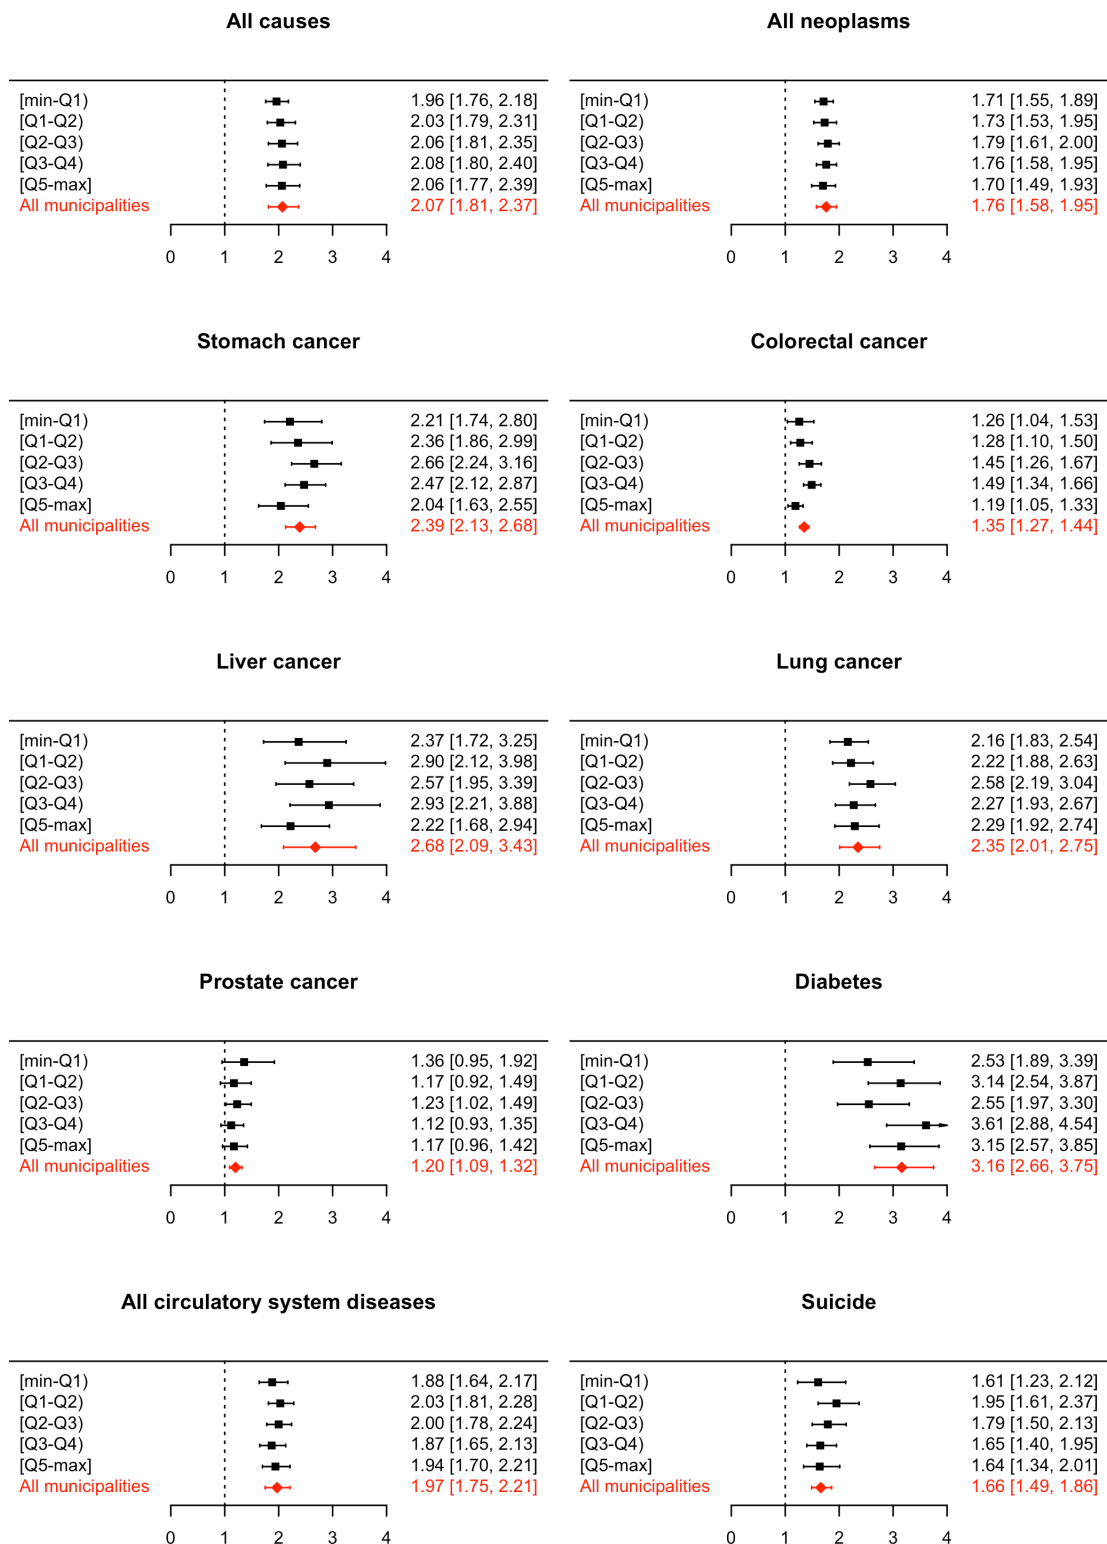 All causes
[min-Q1) 1.96 [1.76, 2.18]
[Q1-Q2) 2.03 [1.79, 2.31]
[Q2-Q3) 2.06 [1.81, 2.35]
[Q3-Q4) 2.08 [1.80, 2.40]
[Q5-max] 2.06 [1.77, 2.39]
All municipalities 2.07 [1.81, 2.37]
0 1 2 3 4
All neoplasms
[min-Q1) 1.71 [1.55, 1.89]
[Q1-Q2) 1.73 [1.53, 1.95]
[Q2-Q3) 1.79 [1.61, 2.00]
[Q3-Q4) 1.76 [1.58, 1.95]
[Q5-max] 1.70 [1.49, 1.93]
All municipalities 1.76 [1.58, 1.95]
0 1 2 3 4
Stomach cancer
[min-Q1) 2.21 [1.74, 2.80]
[Q1-Q2) 2.36 [1.86, 2.99]
[Q2-Q3) 2.66 [2.24, 3.16]
[Q3-Q4) 2.47 [2.12, 2.87]
[Q5-max] 2.04 [1.63, 2.55]
All municipalities 2.39 [2.13, 2.68]
0 1 2 3 4
Colorectal cancer
[min-Q1) 1.26 [1.04, 1.53]
[Q1-Q2) 1.28 [1.10, 1.50]
[Q2-Q3) 1.45 [1.26, 1.67]
[Q3-Q4) 1.49 [1.34, 1.66]
[Q5-max] 1.19 [1.05, 1.33]
All municipalities 1.35 [1.27, 1.44]
0 1 2 3 4
Liver cancer
[min-Q1) 2.37 [1.72, 3.25]
[Q1-Q2) 2.90 [2.12, 3.98]
[Q2-Q3) 2.57 [1.95, 3.39]
[Q3-Q4) 2.93 [2.21, 3.88]
[Q5-max] 2.22 [1.68, 2.94]
All municipalities 2.68 [2.09, 3.43]
0 1 2 3 4
Lung cancer
[min-Q1) 2.16 [1.83, 2.54]
[Q1-Q2) 2.22 [1.88, 2.63]
[Q2-Q3) 2.58 [2.19, 3.04]
[Q3-Q4) 2.27 [1.93, 2.67]
[Q5-max] 2.29 [1.92, 2.74]
All municipalities 2.35 [2.01, 2.75]
0 1 2 3 4
Prostate cancer
[min-Q1) 1.36 [0.95, 1.92]
[Q1-Q2) 1.17 [0.92, 1.49]
[Q2-Q3) 1.23 [1.02, 1.49]
[Q3-Q4) 1.12 [0.93, 1.35]
[Q5-max] 1.17 [0.96, 1.42]
All municipalities 1.20 [1.09, 1.32]
0 1 2 3 4
Diabetes
[min-Q1) 2.53 [1.89, 3.39]
[Q1-Q2) 3.14 [2.54, 3.87]
[Q2-Q3) 2.55 [1.97, 3.30]
[Q3-Q4) 3.61 [2.88, 4.54]
[Q5-max] 3.15 [2.57, 3.85]
All municipalities 3.16 [2.66, 3.75]
0 1 2 3 4
All circulatory system diseases
[min-Q1) 1.88 [1.64, 2.17]
[Q1-Q2) 2.03 [1.81, 2.28]
[Q2-Q3) 2.00 [1.78, 2.24]
[Q3-Q4) 1.87 [1.65, 2.13]
[Q5-max] 1.94 [1.70, 2.21]
All municipalities 1.97 [1.75, 2.21]
0 1 2 3 4
Suicide
[min-Q1) 1.61 [1.23, 2.12]
[Q1-Q2) 1.95 [1.61, 2.37]
[Q2-Q3) 1.79 [1.50, 2.13]
[Q3-Q4) 1.65 [1.40, 1.95]
[Q5-max] 1.64 [1.34, 2.01]
All municipalities 1.66 [1.49, 1.86]
0 1 2 3 4